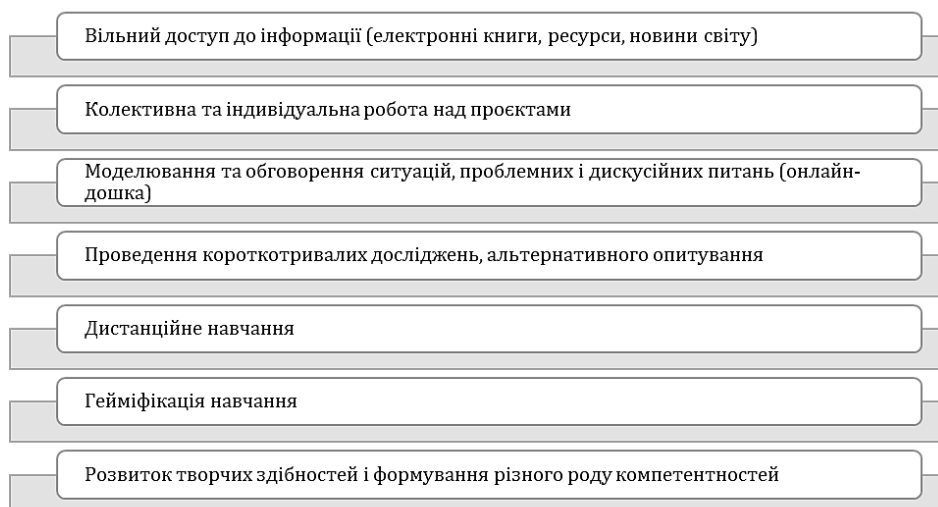 Вільний доступ до інформації (електронні книги, ресурси, новини світу)
Колективна та індивідуальна робота над проєктами
Моделювання та обговорення ситуацій, проблемних і дискусійних питань (онлайн-
дошка)
Проведення короткотривалих досліджень, альтернативного опитування
Дистанційне навчання
Гейміфікація навчання
Розвиток творчих здібностей і формування різного роду компетентностей